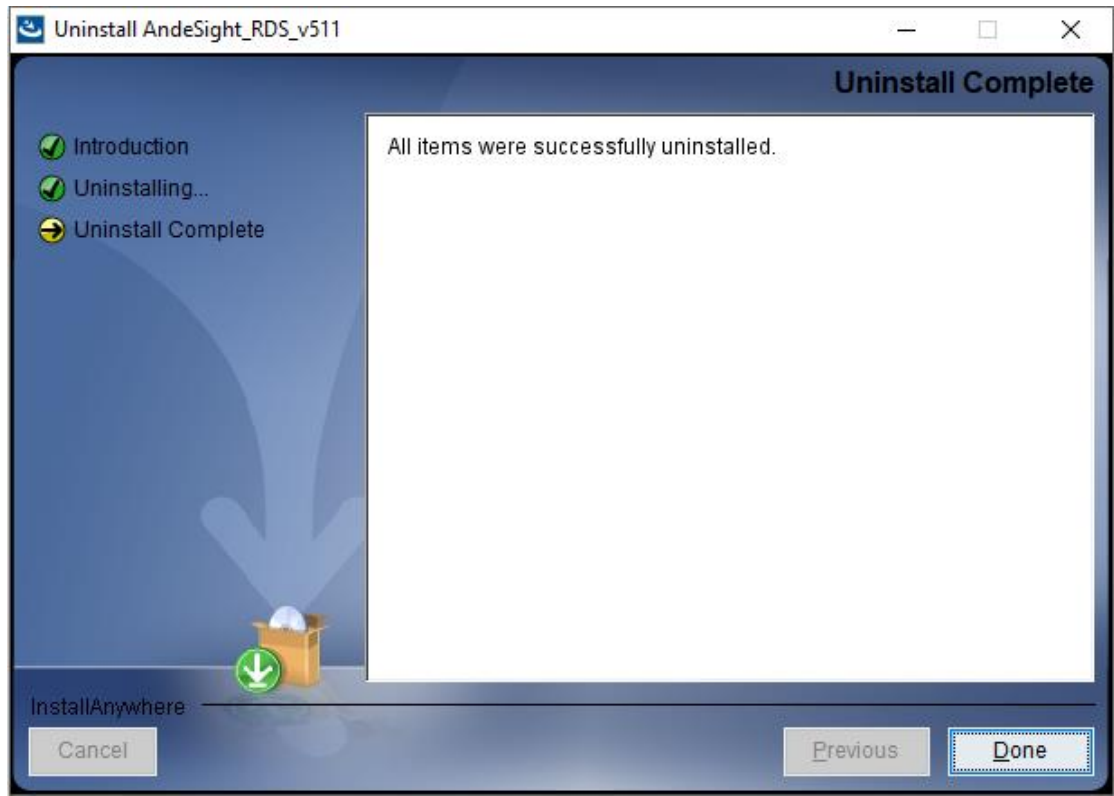 Uninstall AndeSight_RDS_v511
Uninstall Complete
Introduction
Uninstalling...
Uninstall Complete
All items were successfully uninstalled.
InstallAnywhere
Cancel
Previous
Done